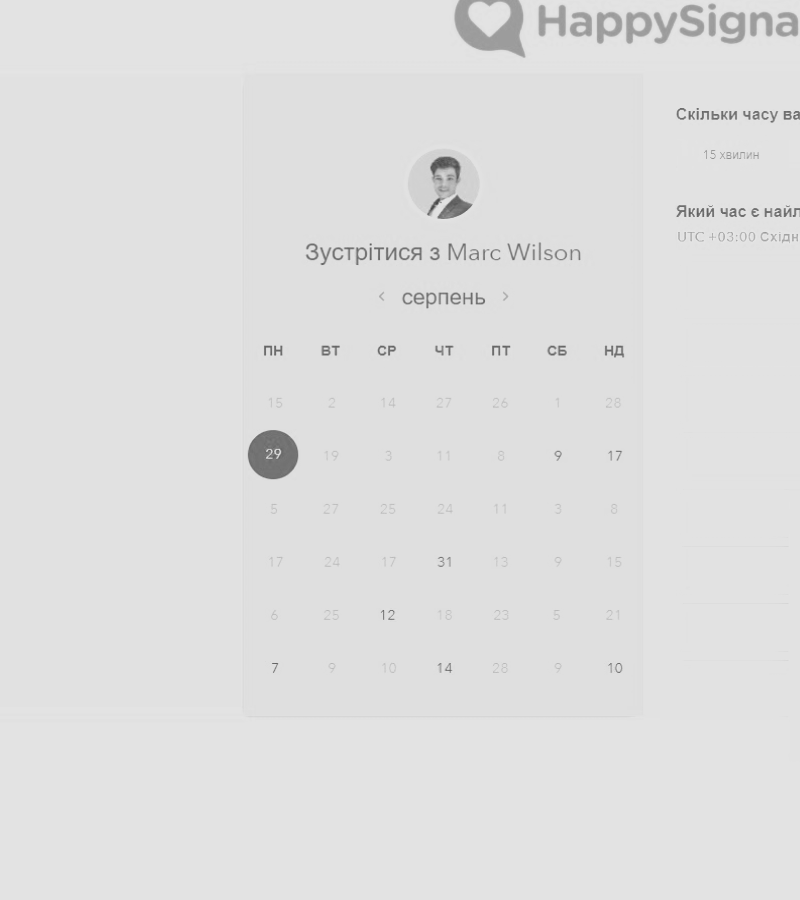 HappySigna
Зустрітися з Marc Wilson
‹ серпень ›
ПН ВТ СР ЧТ ПТ СБ НД
15 2 14 27 26 1 28
29 19 3 11 8 9 17
5 27 25 24 11 3 8
17 24 17 31 13 9 15
6 25 12 18 23 5 21
7 9 10 14 28 9 10
Скільки часу ва
15 хвилин
Який час є найл
UTC +03:00 Східн